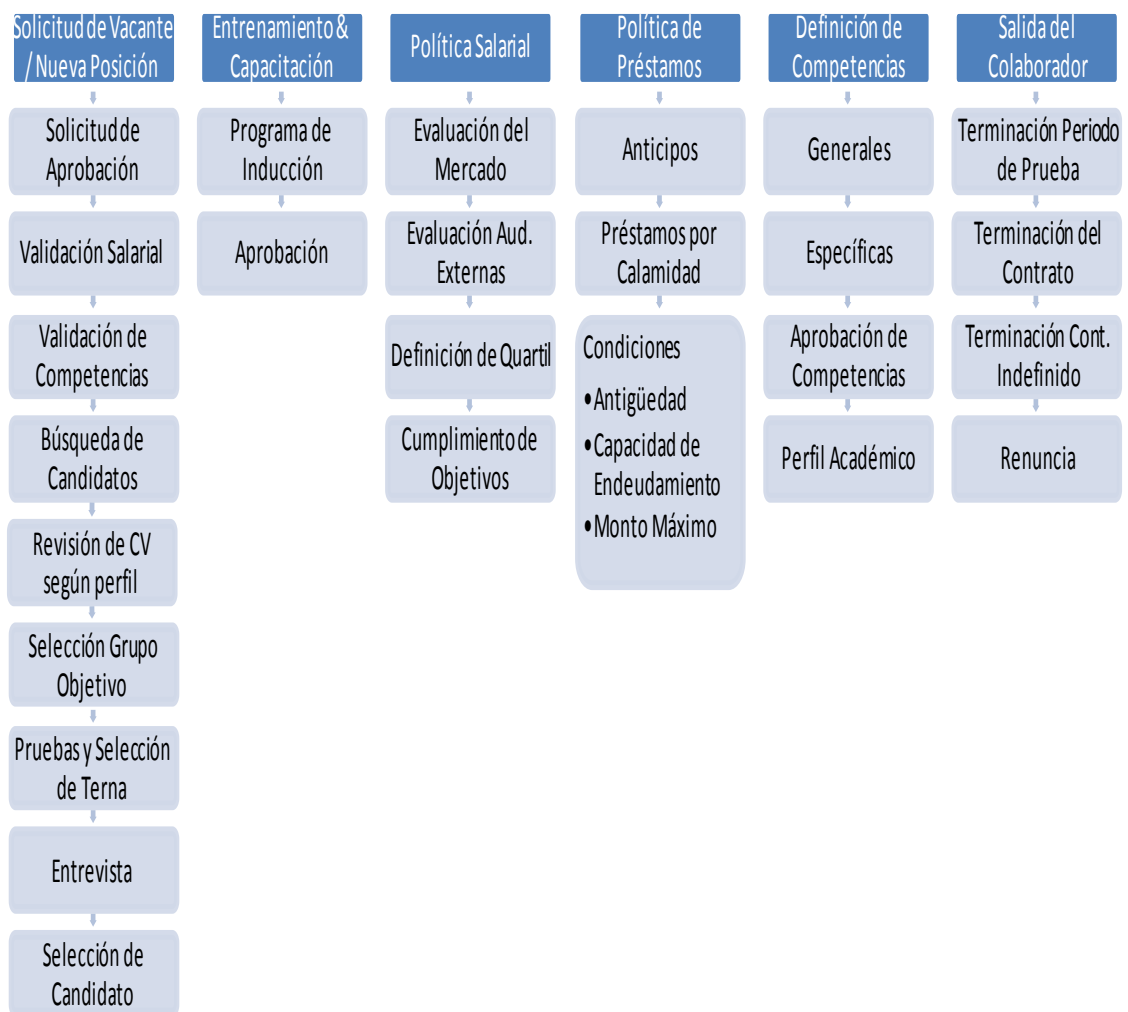 Solicitud de Vacante
/ Nueva Posición
Solicitud de
Aprobación
Validación Salarial
Validación de
Competencias
Búsqueda de
Candidatos
Revisión de CV
según perfil
Selección Grupo
Objetivo
Pruebas y Selección
de Terna
Entrevista
Selección de
Candidato
Entrenamiento &
Capacitación
Programa de
Inducción
Aprobación
Política Salarial
Evaluación del
Mercado
Evaluación Aud.
Externas
Definición de Quartil
Cumplimiento de
Objetivos
Política de
Préstamos
Anticipos
Préstamos por
Calamidad
Condiciones
•Antigüedad
•Capacidad de
Endeudamiento
•Monto Máximo
Definición de
Competencias
Generales
Específicas
Aprobación de
Competencias
Perfil Académico
Salida del
Colaborador
Terminación Periodo
de Prueba
Terminación del
Contrato
Terminación Cont.
Indefinido
Renuncia